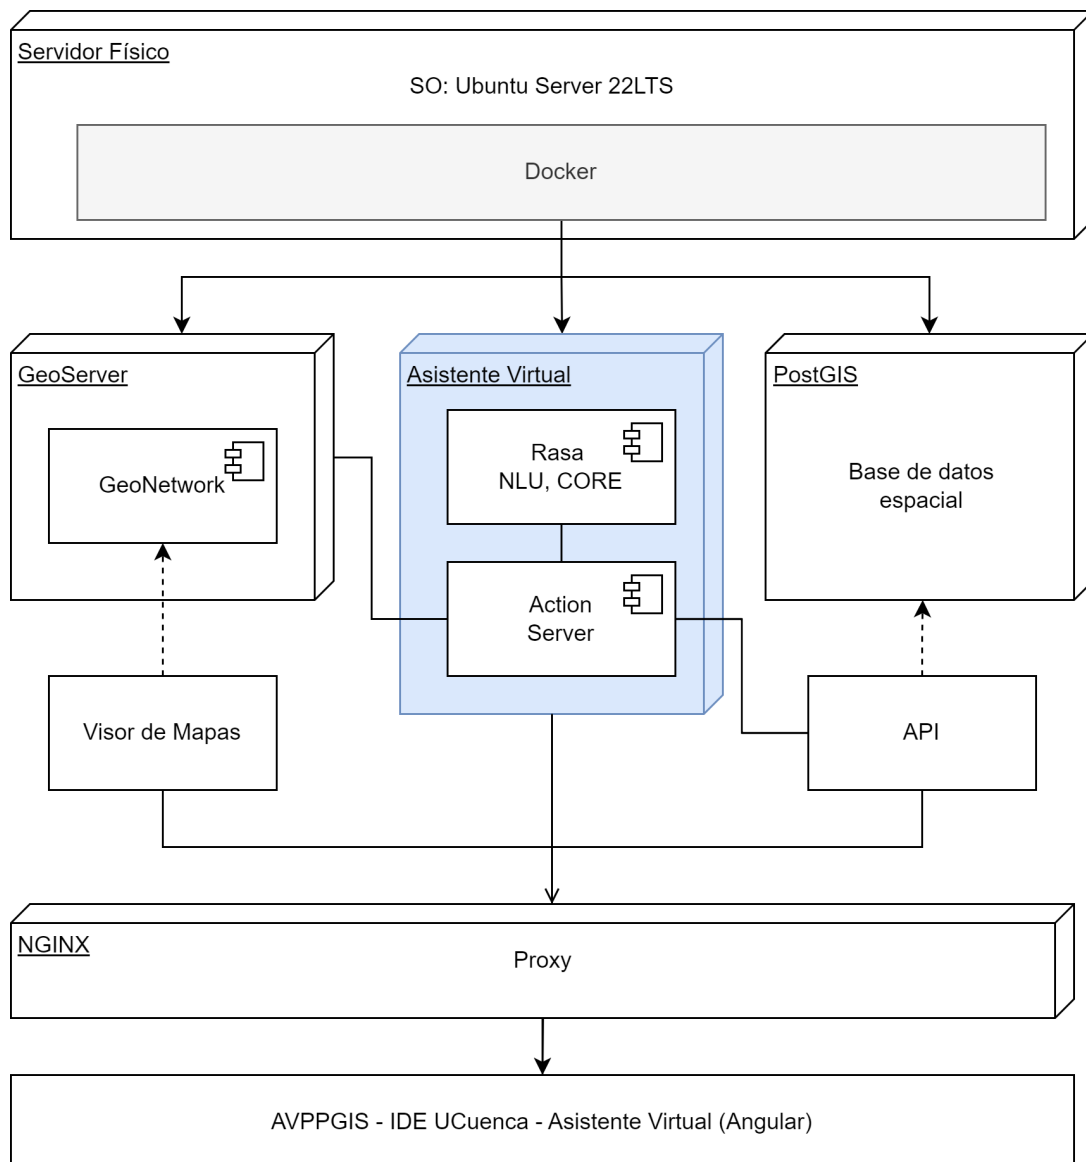 Servidor Físico
SO: Ubuntu Server 22LTS
Docker
GeoServer
GeoNetwork
Asistente Virtual
Rasa
NLU, CORE
Action
Server
PostGIS
Base de datos
espacial
Visor de Mapas
API
NGINX
Proxy
AVPPGIS - IDE UCuenca - Asistente Virtual (Angular)